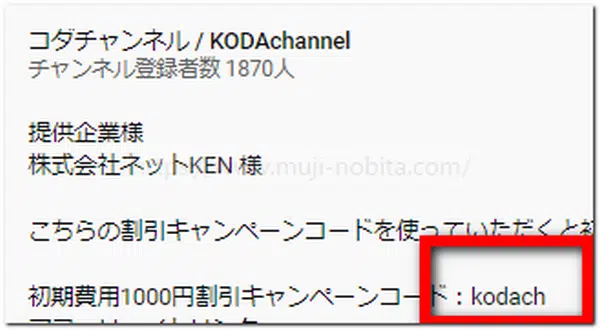 コダチャンネル / KODAchannel
チャンネル登録者数 1870人
提供企業様
株式会社ネットKEN 様
www.muji-nobita.com/
こちらの割引キャンペーンコードを使っていただくと
初期費用1000円割引キャンペーンコード：kodach